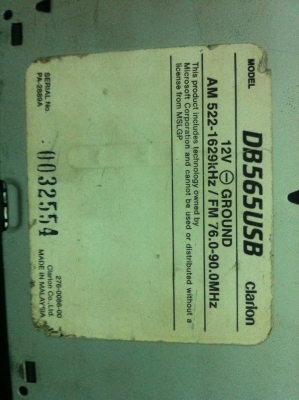 MODEL DB565USB clarion
12V ⊖ GROUND
AM 522-1629kHz / FM 76.0-90.0MHz
This product includes technology owned by
Microsoft Corporation and cannot be used or distributed without a
license from MSLGP
SERIAL No.
PA-2889A
0032554
276-0086-00
Clarion Co.,Ltd.
MADE IN MALAYSIA